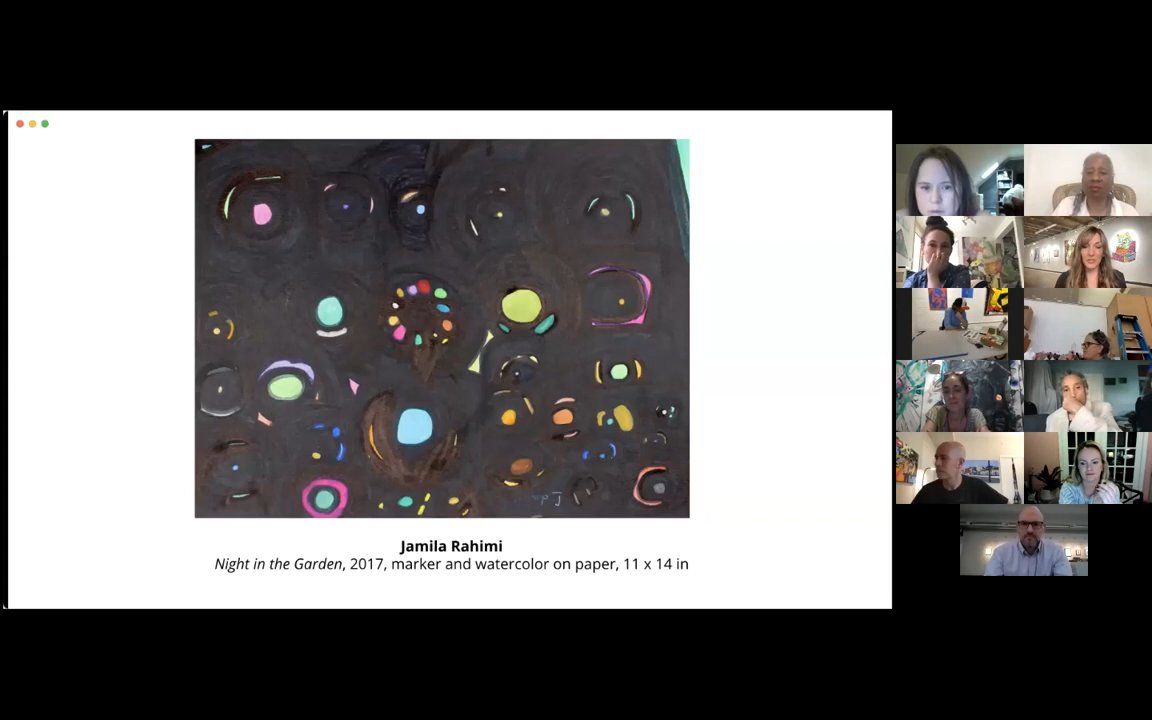 Jamila Rahimi
Night in the Garden, 2017, marker and watercolor on paper, 11 x 14 in